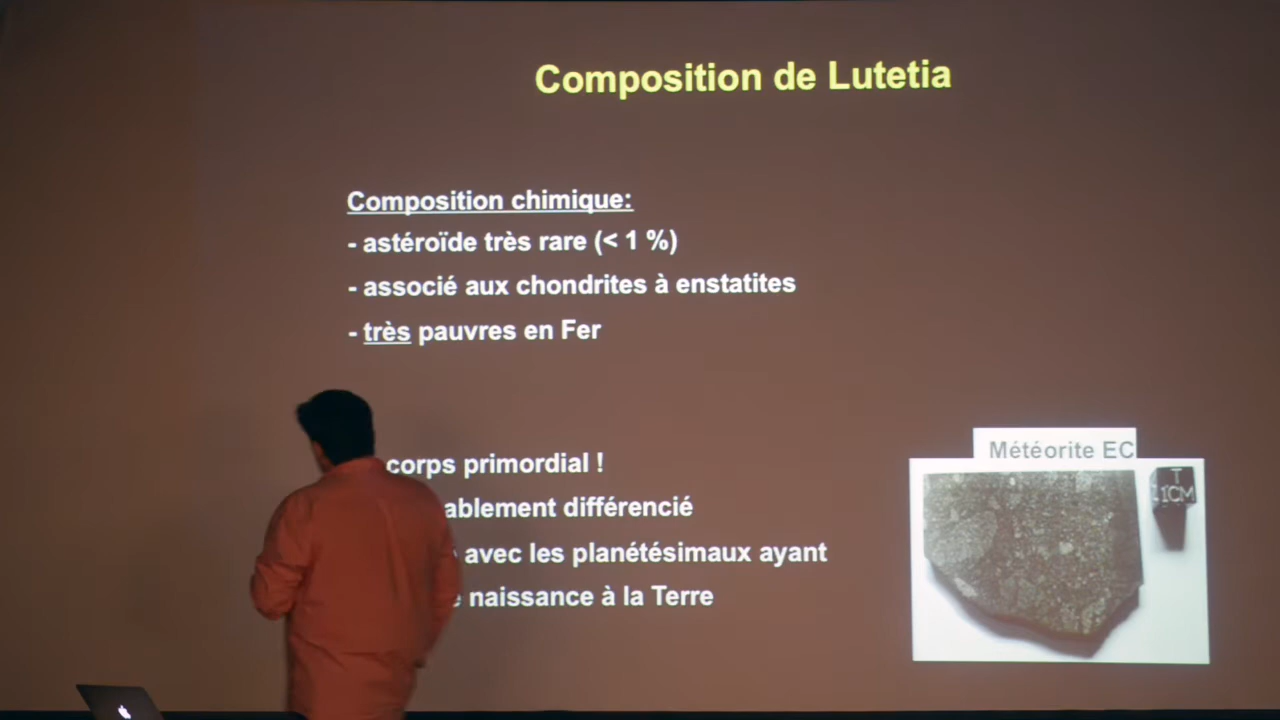 Composition de Lutetia
Composition chimique:
- astéroïde très rare (< 1 %)
- associé aux chondrites à enstatites
- très pauvres en Fer
corps primordial !
ablement différencié
avec les planétésimaux ayant
naissance à la Terre
Météorite EC
T
1CM